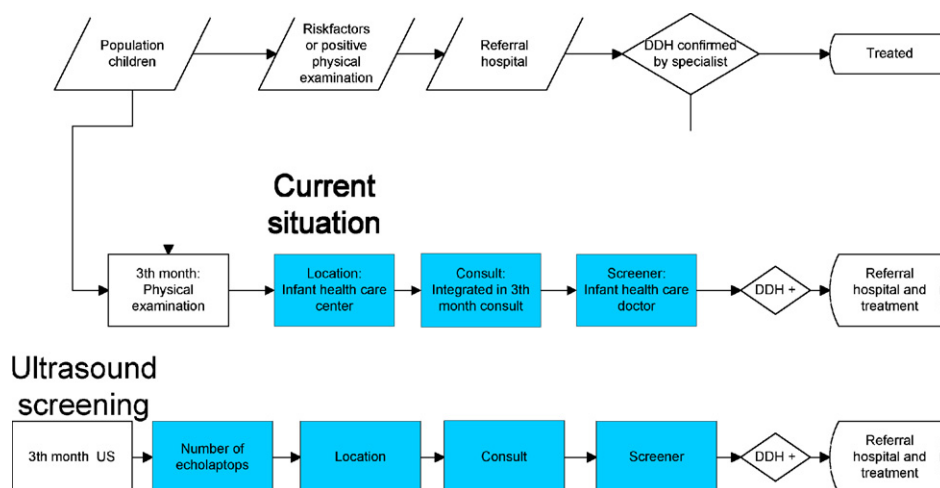 Population
children
Riskfactors
or positive
physical
examination
Referral
hospital
DDH confirmed
by specialist
Treated
Current
situation
3th month:
Physical
examination
Location:
Infant health care
center
Consult:
Integrated in 3th
month consult
Screener:
Infant health care
doctor
DDH +
Referral
hospital and
treatment
Ultrasound
screening
3th month US
Number of
echolaptops
Location
Consult
Screener
DDH +
Referral
hospital and
treatment